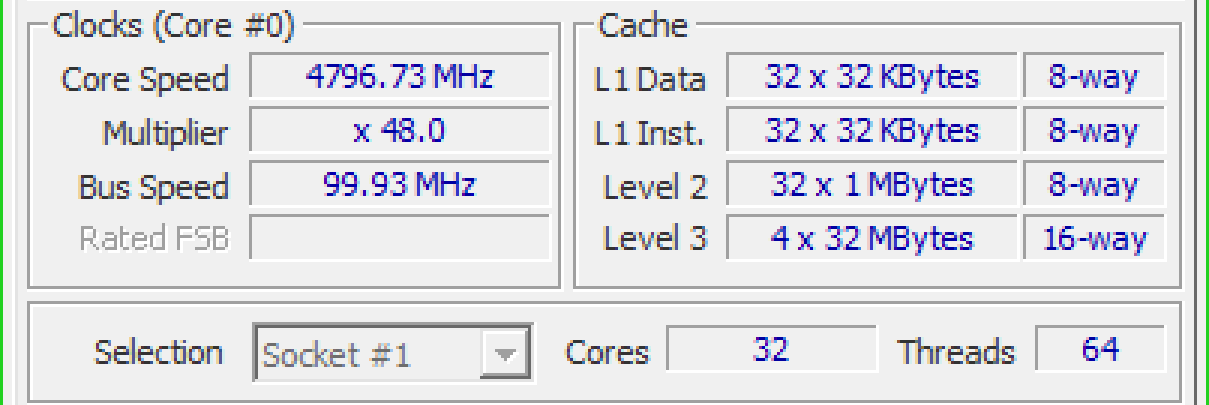 Clocks (Core #0)
Core Speed 4796.73 MHz
Multiplier x 48.0
Bus Speed 99.93 MHz
Rated FSB
Cache
L1 Data 32 x 32 KBytes 8-way
L1 Inst. 32 x 32 KBytes 8-way
Level 2 32 x 1 MBytes 8-way
Level 3 4 x 32 MBytes 16-way
Selection Socket #1 Cores 32 Threads 64